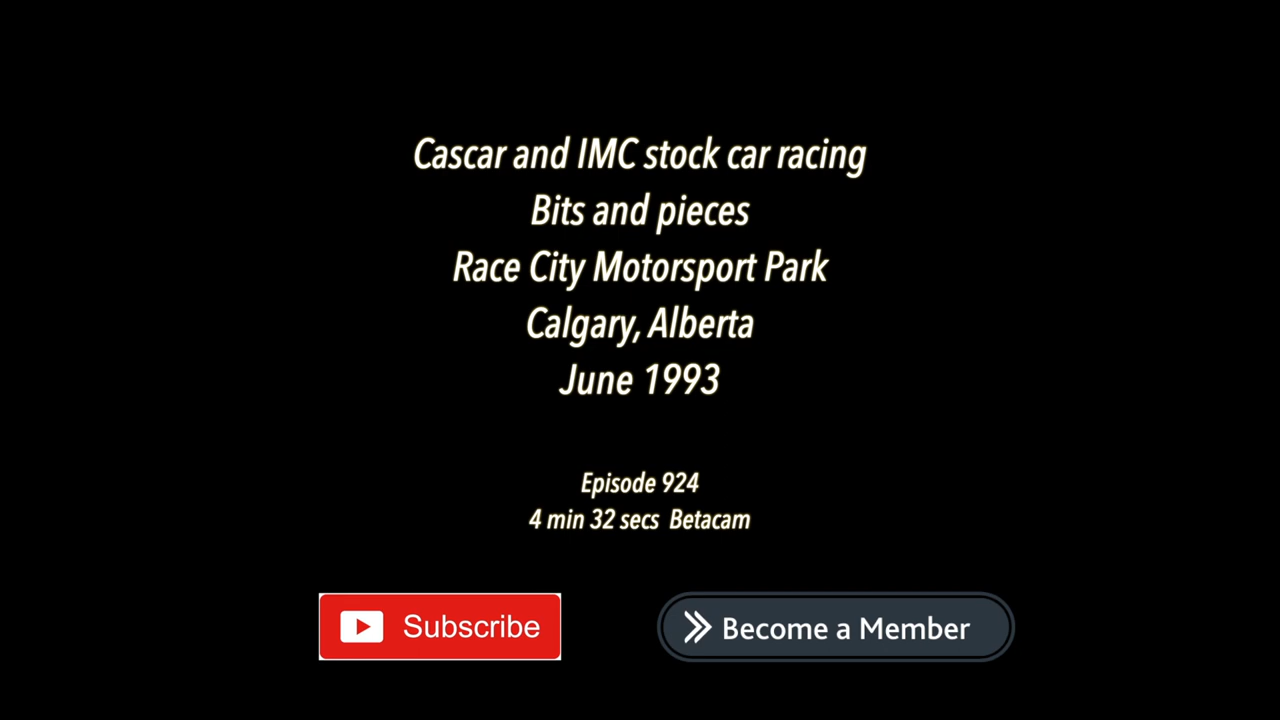 Cascar and IMC stock car racing
Bits and pieces
Race City Motorsport Park
Calgary, Alberta
June 1993
Episode 924
4 min 32 secs Betacam
Subscribe
Become a Member